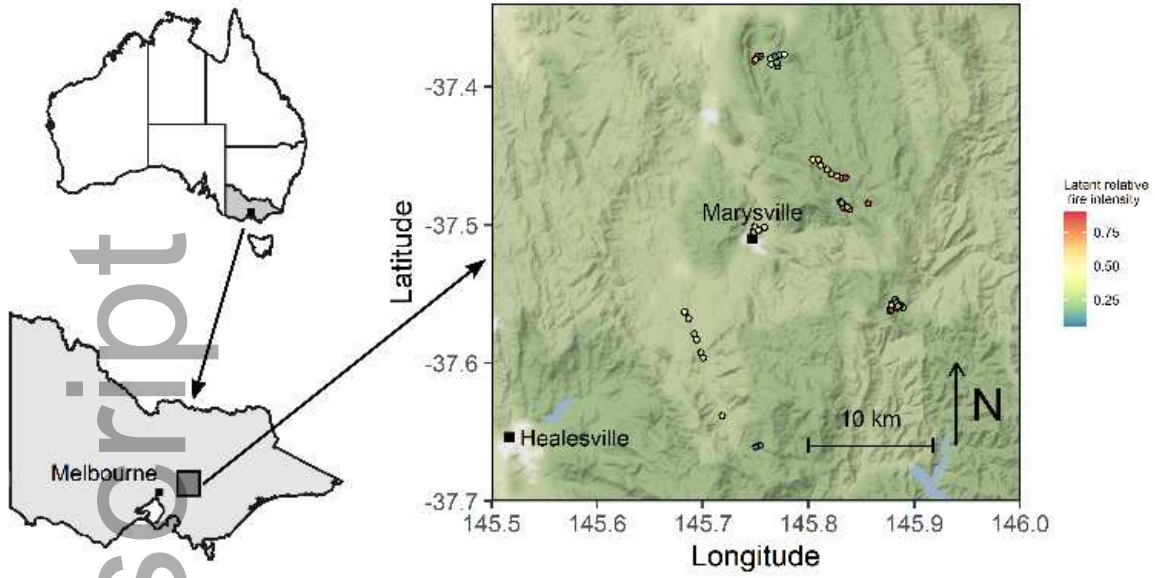 -37.4
Latent relative
fire intensity
0.75
0.50
0.25
Marysville
-37.5
Latitude
-37.6
Healesville
10 km
N
-37.7
145.5
145.6
145.7
145.8
145.9
146.0
Longitude
Melbourne
script